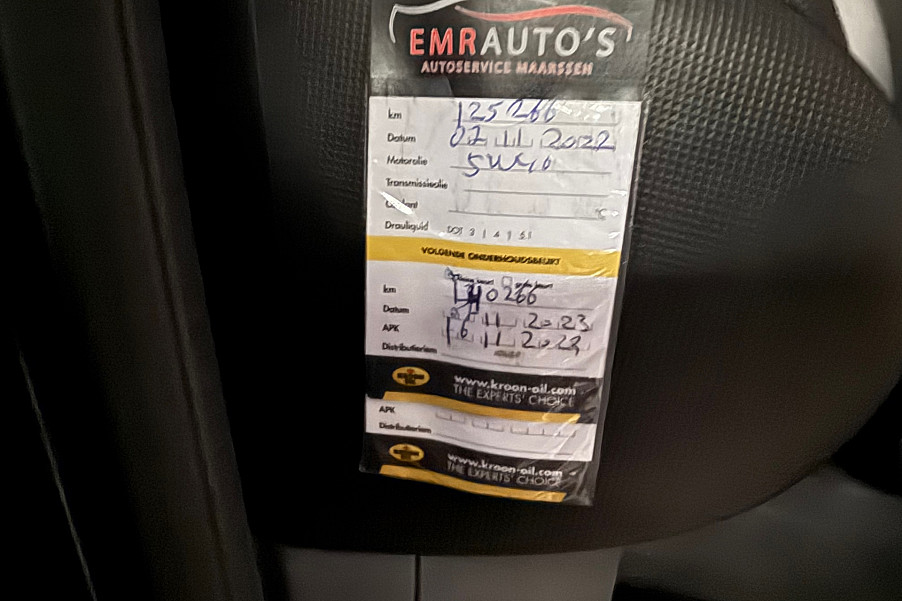 EMRAUTO'S
AUTOSERVICE MAARSSEN
km 125266
Datum 02 11 2022
Motorolie 5W40
Transmissieolie
Drauliquid DOT 3 | 4 | 5.1
VOLGENDE ONDERHOUDSBEURT
km 140266
Datum 11 2023
APK 16 11 2023
Distributieriem
www.kroon-oil.com
THE EXPERTS' CHOICE
APK
Distributieriem
www.kroon-oil.com
THE EXPERTS' CHOICE